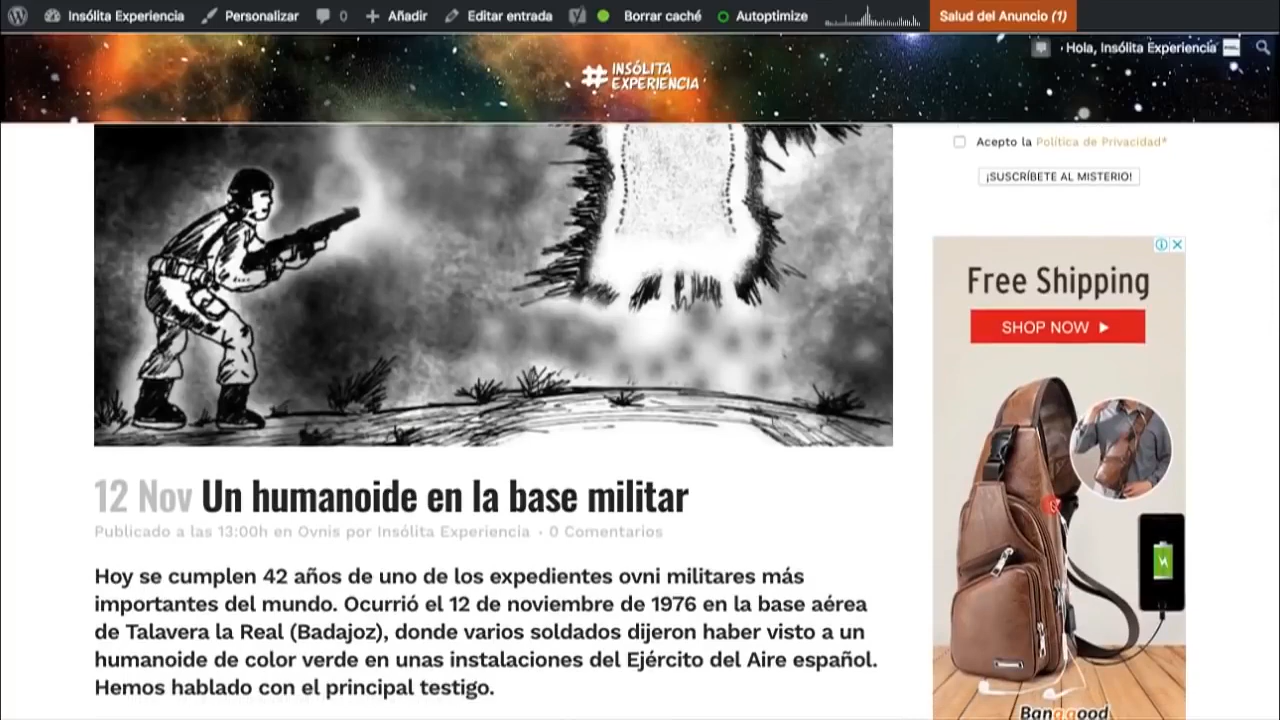 Insólita Experiencia Personalizar 0 Añadir Editar entrada Borrar caché Autoptimize Salud del Anuncio (1)
Hola, Insólita Experiencia
#INSÓLITA
EXPERIENCIA
Acepto la Política de Privacidad*
¡SUSCRÍBETE AL MISTERIO!
Free Shipping
SHOP NOW
12 Nov Un humanoide en la base militar
Publicado a las 13:00h en Ovnis por Insólita Experiencia · 0 Comentarios
Hoy se cumplen 42 años de uno de los expedientes ovni militares más
importantes del mundo. Ocurrió el 12 de noviembre de 1976 en la base aérea
de Talavera la Real (Badajoz), donde varios soldados dijeron haber visto a un
humanoide de color verde en unas instalaciones del Ejército del Aire español.
Hemos hablado con el principal testigo.
Banggood